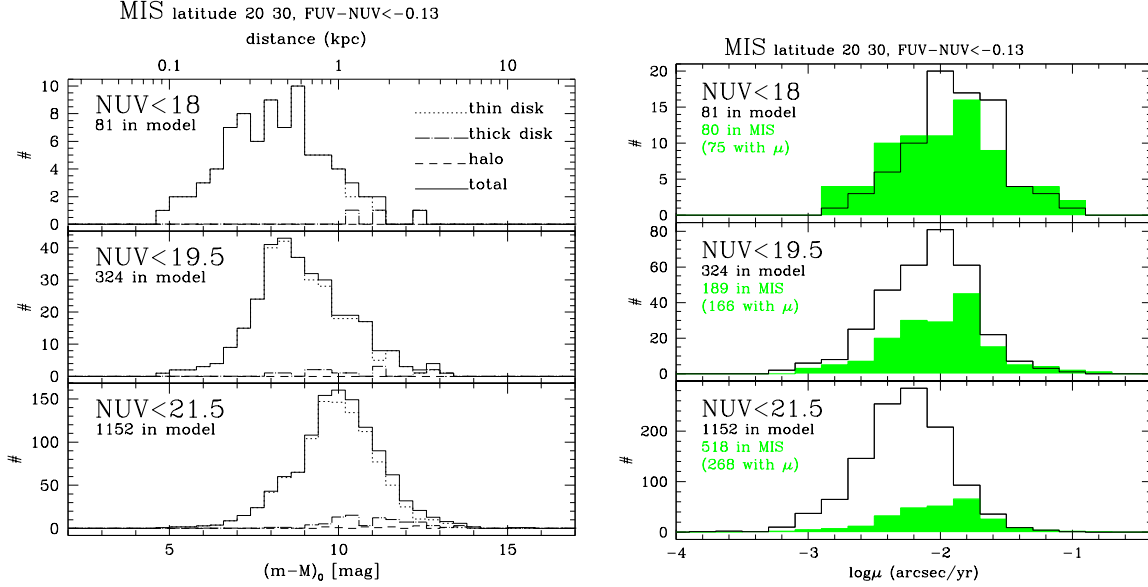 MIS latitude 20 30, FUV-NUV<-0.13
distance (kpc)
0.1 1 10
NUV<18
81 in model
thin disk
thick disk
halo
total
#
10
8
6
4
2
0
NUV<19.5
324 in model
#
40
30
20
10
0
NUV<21.5
1152 in model
#
150
100
50
0
5 10 15
(m-M)₀ [mag]
MIS latitude 20 30, FUV-NUV<-0.13
NUV<18
81 in model
80 in MIS
(75 with μ)
#
20
15
10
5
0
NUV<19.5
324 in model
189 in MIS
(166 with μ)
#
80
60
40
20
0
NUV<21.5
1152 in model
518 in MIS
(268 with μ)
#
200
100
0
-4 -3 -2 -1
logμ (arcsec/yr)